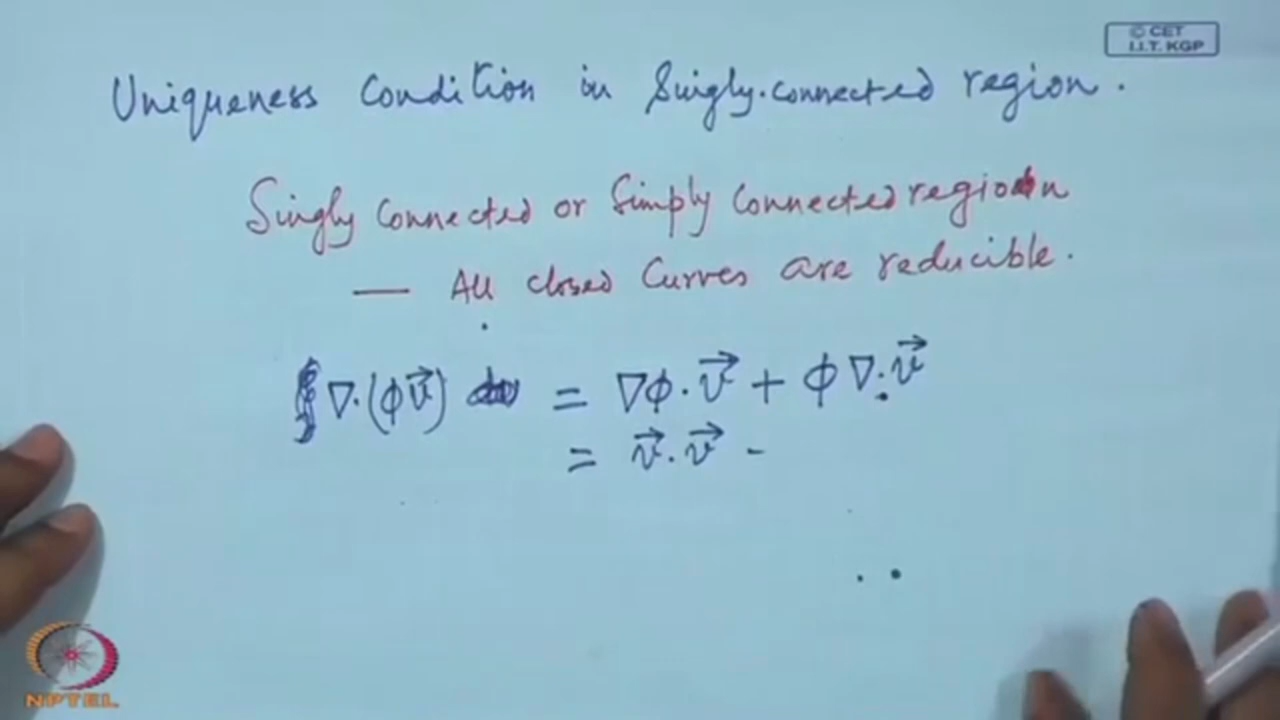 © CET
I.I.T. KGP
Uniqueness Condition in Singly-connected region.
Singly connected or Simply connected region
— All closed Curves are reducible.
∇·(φv⃗) = ∇φ·v⃗ + φ∇·v⃗
= v⃗·v⃗ -
NPTEL